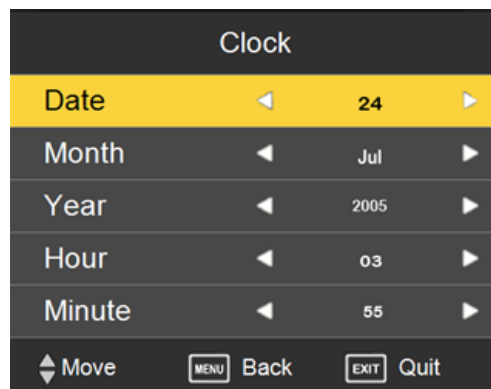 Clock
Date 24
Month Jul
Year 2005
Hour 03
Minute 55
Move MENU Back EXIT Quit